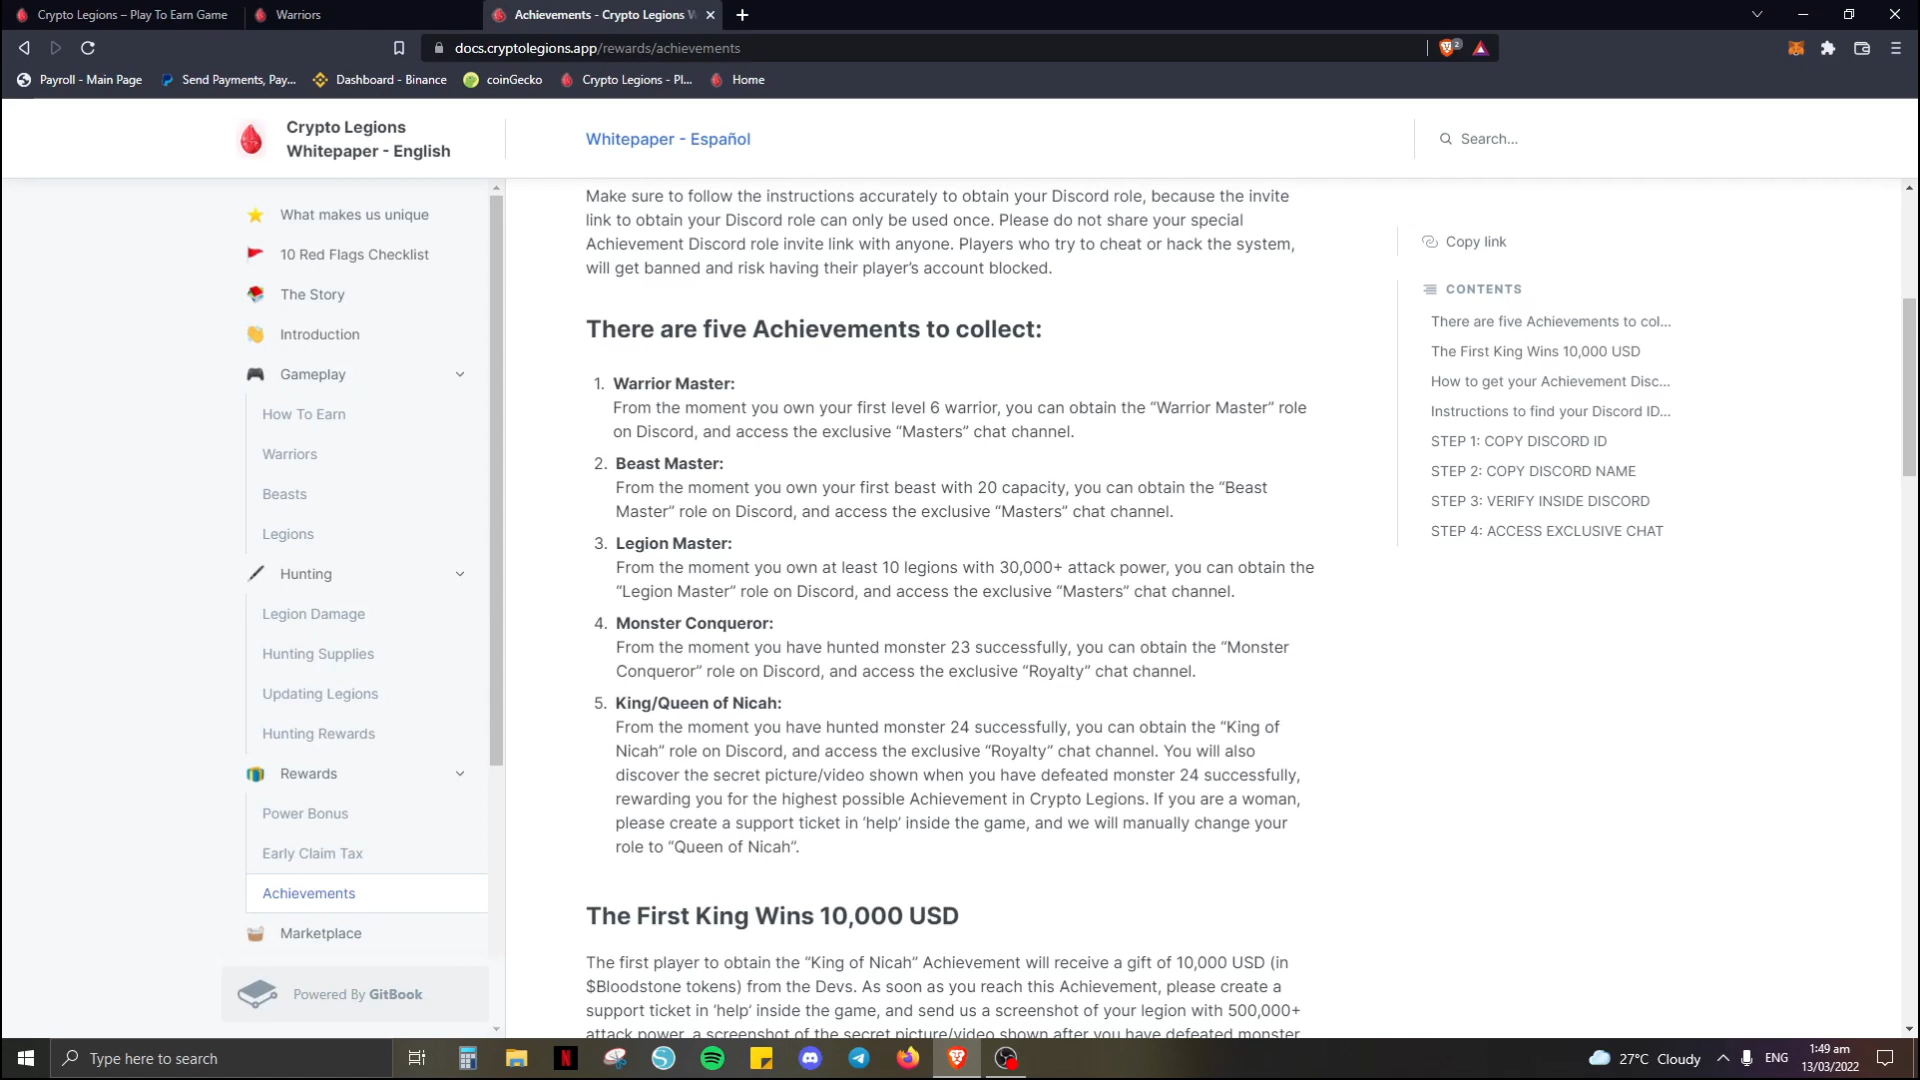 Crypto Legions – Play To Earn Game
Warriors
Achievements - Crypto Legions W
docs.cryptolegions.app/rewards/achievements
2
Payroll - Main Page
Send Payments, Pay...
Dashboard - Binance
coinGecko
Crypto Legions - Pl...
Home
Crypto Legions
Whitepaper - English
Whitepaper - Español
Search...
What makes us unique
10 Red Flags Checklist
The Story
Introduction
Gameplay
How To Earn
Warriors
Beasts
Legions
Hunting
Legion Damage
Hunting Supplies
Updating Legions
Hunting Rewards
Rewards
Power Bonus
Early Claim Tax
Achievements
Marketplace
Powered By GitBook
Make sure to follow the instructions accurately to obtain your Discord role, because the invite
link to obtain your Discord role can only be used once. Please do not share your special
Achievement Discord role invite link with anyone. Players who try to cheat or hack the system,
will get banned and risk having their player's account blocked.
There are five Achievements to collect:
1. Warrior Master:
From the moment you own your first level 6 warrior, you can obtain the “Warrior Master” role
on Discord, and access the exclusive “Masters” chat channel.
2. Beast Master:
From the moment you own your first beast with 20 capacity, you can obtain the “Beast
Master” role on Discord, and access the exclusive “Masters” chat channel.
3. Legion Master:
From the moment you own at least 10 legions with 30,000+ attack power, you can obtain the
“Legion Master” role on Discord, and access the exclusive “Masters” chat channel.
4. Monster Conqueror:
From the moment you have hunted monster 23 successfully, you can obtain the “Monster
Conqueror” role on Discord, and access the exclusive “Royalty” chat channel.
5. King/Queen of Nicah:
From the moment you have hunted monster 24 successfully, you can obtain the “King of
Nicah” role on Discord, and access the exclusive “Royalty” chat channel. You will also
discover the secret picture/video shown when you have defeated monster 24 successfully,
rewarding you for the highest possible Achievement in Crypto Legions. If you are a woman,
please create a support ticket in ‘help’ inside the game, and we will manually change your
role to “Queen of Nicah”.
The First King Wins 10,000 USD
The first player to obtain the “King of Nicah” Achievement will receive a gift of 10,000 USD (in
$Bloodstone tokens) from the Devs. As soon as you reach this Achievement, please create a
support ticket in ‘help’ inside the game, and send us a screenshot of your legion with 500,000+
attack power, a screenshot of the secret picture/video shown after you have defeated monster
Copy link
CONTENTS
There are five Achievements to col...
The First King Wins 10,000 USD
How to get your Achievement Disc...
Instructions to find your Discord ID...
STEP 1: COPY DISCORD ID
STEP 2: COPY DISCORD NAME
STEP 3: VERIFY INSIDE DISCORD
STEP 4: ACCESS EXCLUSIVE CHAT
Type here to search
27°C Cloudy
ENG
1:49 am
13/03/2022